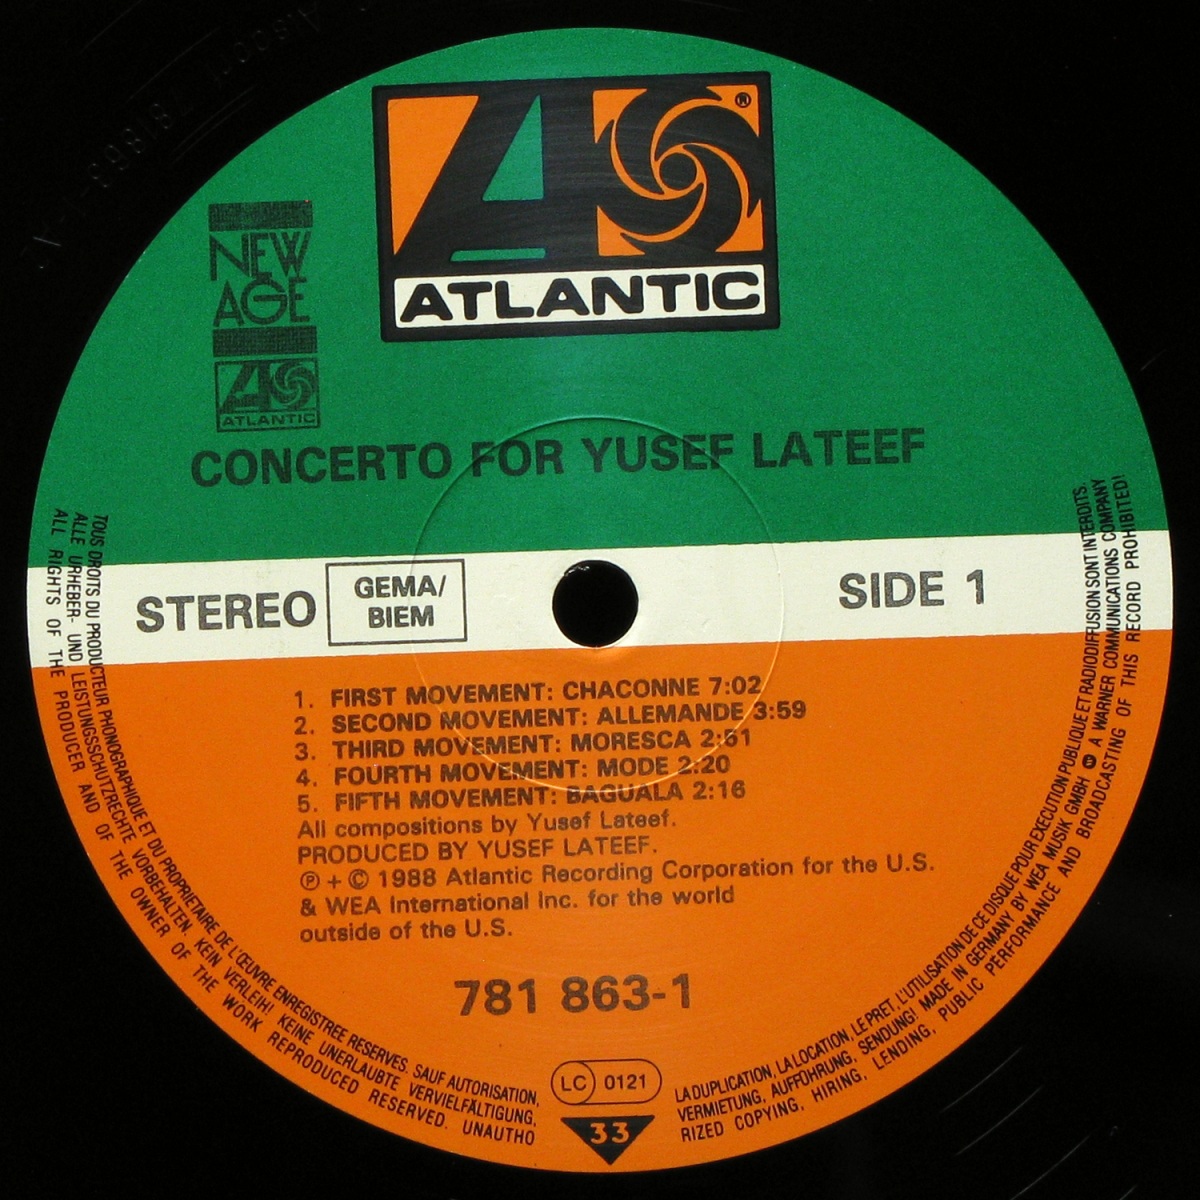 ®
ATLANTIC
NEW
AGE
ATLANTIC
CONCERTO FOR YUSEF LATEEF
STEREO
GEMA/
BIEM
SIDE 1
1. FIRST MOVEMENT: CHACONNE 7:02
2. SECOND MOVEMENT: ALLEMANDE 3:59
3. THIRD MOVEMENT: MORESCA 2:51
4. FOURTH MOVEMENT: MODE 2:20
5. FIFTH MOVEMENT: BAGUALA 2:16
All compositions by Yusef Lateef.
PRODUCED BY YUSEF LATEEF.
℗ + © 1988 Atlantic Recording Corporation for the U.S.
& WEA International Inc. for the world
outside of the U.S.
781 863-1
LC 0121
33
TOUS DROITS DU PRODUCTEUR PHONOGRAPHIQUE ET DU PROPRIETAIRE DE L'ŒUVRE ENREGISTREE RESERVES. SAUF AUTORISATION,
LA DUPLICATION, LA LOCATION, LE PRET, L'UTILISATION DE CE DISQUE POUR EXECUTION PUBLIQUE ET RADIODIFFUSION SONT INTERDITS.
ALLE URHEBER- UND LEISTUNGSSCHUTZRECHTE VORBEHALTEN. KEIN VERLEIH! KEINE UNERLAUBTE VERVIELFÄLTIGUNG,
VERMIETUNG, AUFFÜHRUNG, SENDUNG! MADE IN GERMANY BY WEA MUSIK GMBH A WARNER COMMUNICATIONS COMPANY
ALL RIGHTS OF THE PRODUCER AND OF THE OWNER OF THE WORK REPRODUCED RESERVED. UNAUTHO
RIZED COPYING, HIRING, LENDING, PUBLIC PERFORMANCE AND BROADCASTING OF THIS RECORD PROHIBITED!